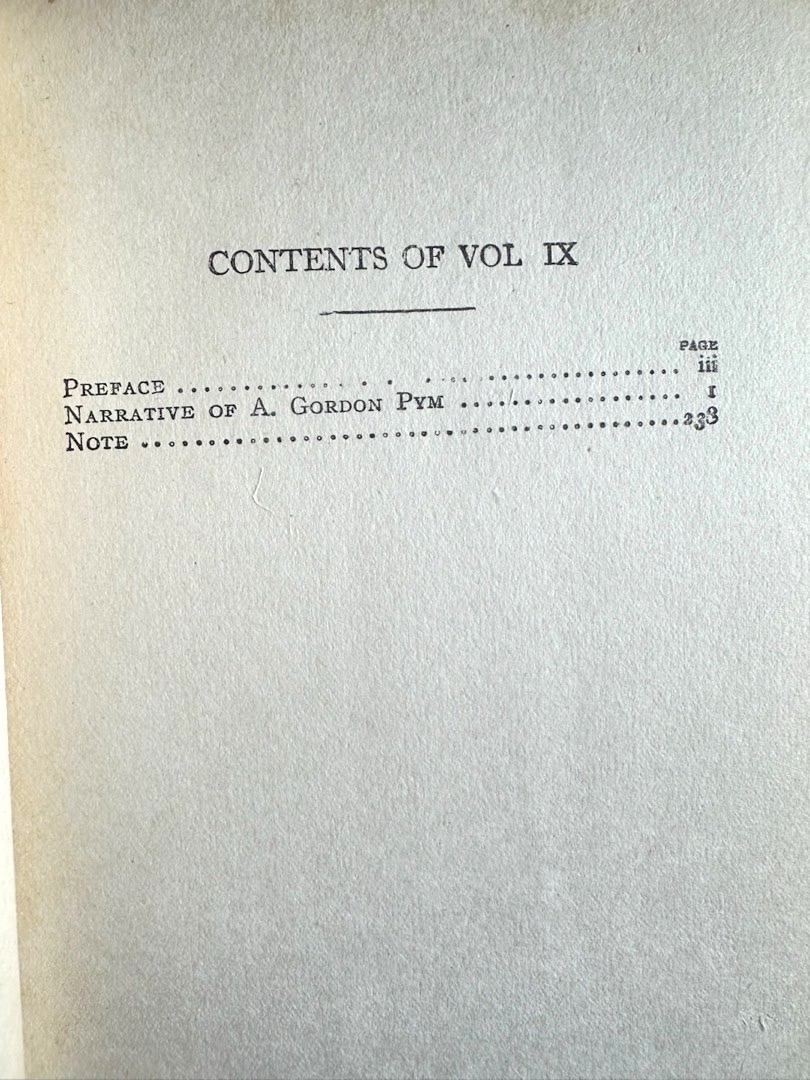 CONTENTS OF VOL IX
PAGE
PREFACE .......................................... iii
NARRATIVE OF A. GORDON PYM ................. 1
NOTE ..........................................238